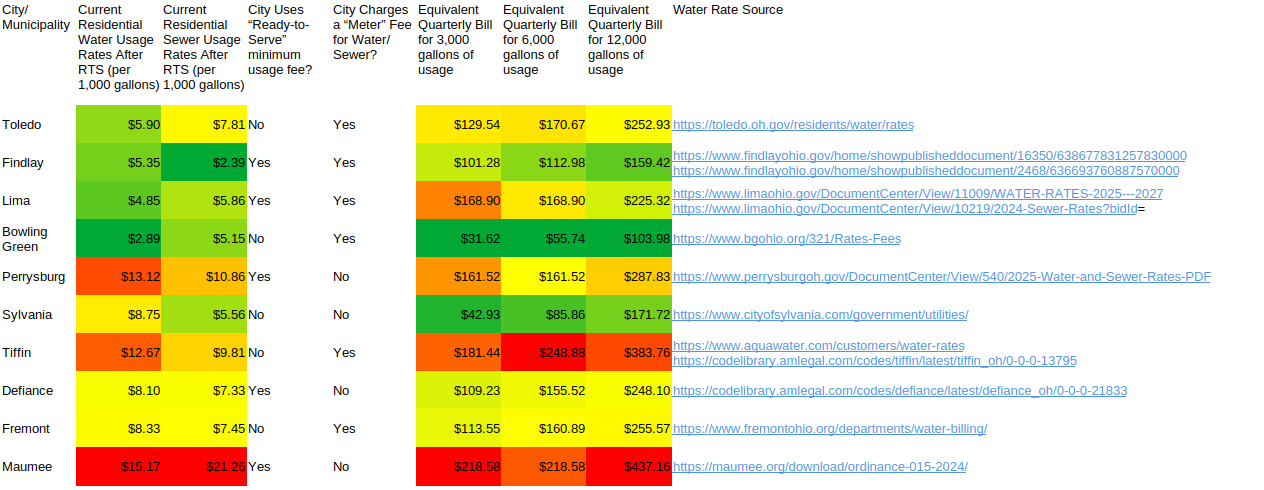 City/ Municipality	Current Residential Water Usage Rates After RTS (per 1,000 gallons)	Current Residential Sewer Usage Rates After RTS (per 1,000 gallons)	City Uses “Ready-to-Serve” minimum usage fee?	City Charges a “Meter” Fee for Water/ Sewer?	Equivalent Quarterly Bill for 3,000 gallons of usage	Equivalent Quarterly Bill for 6,000 gallons of usage	Equivalent Quarterly Bill for 12,000 gallons of usage	Water Rate Source
Toledo	$5.90	$7.81	No	Yes	$129.54	$170.67	$252.93	https://toledo.oh.gov/residents/water/rates
Findlay	$5.35	$2.39	Yes	Yes	$101.28	$112.98	$159.42	https://www.findlayohio.gov/home/showpublisheddocument/16350/638677831257830000
https://www.findlayohio.gov/home/showpublisheddocument/2468/636693760887570000
Lima	$4.85	$5.86	Yes	Yes	$168.90	$168.90	$225.32	https://www.limaohio.gov/DocumentCenter/View/11009/WATER-RATES-2025---2027
https://www.limaohio.gov/DocumentCenter/View/10219/2024-Sewer-Rates?bidId=
Bowling Green	$2.89	$5.15	No	Yes	$31.62	$55.74	$103.98	https://www.bgohio.org/321/Rates-Fees
Perrysburg	$13.12	$10.86	Yes	No	$161.52	$161.52	$287.83	https://www.perrysburgoh.gov/DocumentCenter/View/540/2025-Water-and-Sewer-Rates-PDF
Sylvania	$8.75	$5.56	No	No	$42.93	$85.86	$171.72	https://www.cityofsylvania.com/government/utilities/
Tiffin	$12.67	$9.81	No	Yes	$181.44	$248.88	$383.76	https://www.aquawater.com/customers/water-rates
https://codelibrary.amlegal.com/codes/tiffin/latest/tiffin_oh/0-0-0-13795
Defiance	$8.10	$7.33	Yes	No	$109.23	$155.52	$248.10	https://codelibrary.amlegal.com/codes/defiance/latest/defiance_oh/0-0-0-21833
Fremont	$8.33	$7.45	No	Yes	$113.55	$160.89	$255.57	https://www.fremontohio.org/departments/water-billing/
Maumee	$15.17	$21.26	Yes	No	$218.58	$218.58	$437.16	https://maumee.org/download/ordinance-015-2024/